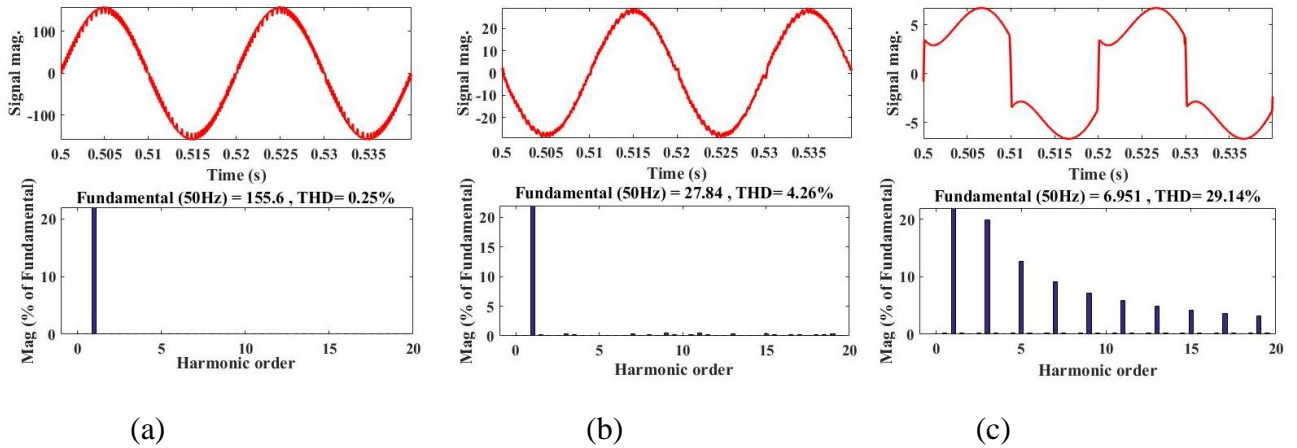 Signal mag.
100
0
-100
0.5 0.505 0.51 0.515 0.52 0.525 0.53 0.535
Time (s)
Fundamental (50Hz) = 155.6 , THD= 0.25%
Mag (% of Fundamental)
20
10
0
0 5 10 15 20
Harmonic order
(a)
Signal mag.
20
10
0
-10
-20
0.5 0.505 0.51 0.515 0.52 0.525 0.53 0.535
Time (s)
Fundamental (50Hz) = 27.84 , THD= 4.26%
Mag (% of Fundamental)
20
15
10
5
0
0 5 10 15 20
Harmonic order
(b)
Signal mag.
5
0
-5
0.5 0.505 0.51 0.515 0.52 0.525 0.53 0.535
Time (s)
Fundamental (50Hz) = 6.951 , THD= 29.14%
Mag (% of Fundamental)
20
10
0
0 5 10 15 20
Harmonic order
(c)